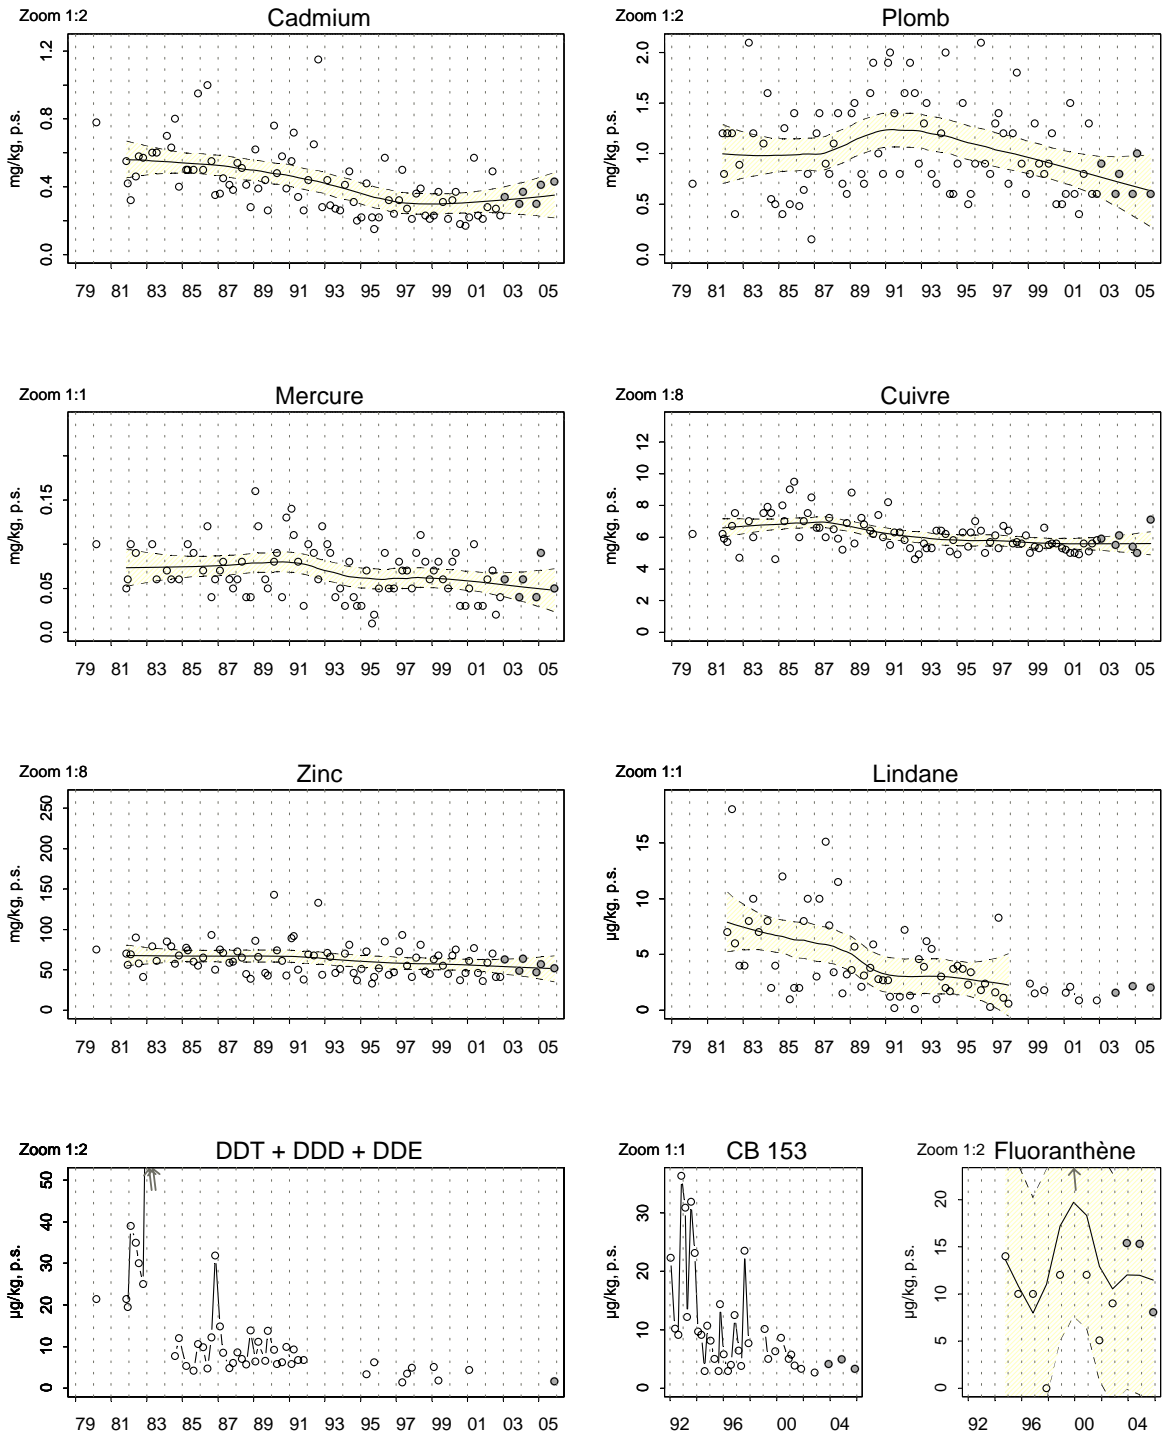 Zoom 1:2 Cadmium Zoom 1:2 Plomb
mg/kg, p.s. mg/kg, p.s.
1.2
0.8
0.4
0.0
2.0
1.5
1.0
0.5
0.0
79 81 83 85 87 89 91 93 95 97 99 01 03 05
79 81 83 85 87 89 91 93 95 97 99 01 03 05
Zoom 1:1 Mercure Zoom 1:8 Cuivre
mg/kg, p.s. mg/kg, p.s.
0.15
0.05
0.0
12
10
8
6
4
2
0
79 81 83 85 87 89 91 93 95 97 99 01 03 05
79 81 83 85 87 89 91 93 95 97 99 01 03 05
Zoom 1:8 Zinc Zoom 1:1 Lindane
mg/kg, p.s. µg/kg, p.s.
250
200
150
100
50
0
15
10
5
0
79 81 83 85 87 89 91 93 95 97 99 01 03 05
79 81 83 85 87 89 91 93 95 97 99 01 03 05
Zoom 1:2 DDT + DDD + DDE Zoom 1:1 CB 153 Zoom 1:2 Fluoranthène
µg/kg, p.s. µg/kg, p.s. µg/kg, p.s.
50
40
30
20
10
0
30
20
10
0
20
15
10
5
0
79 81 83 85 87 89 91 93 95 97 99 01 03 05
92 96 00 04
92 96 00 04